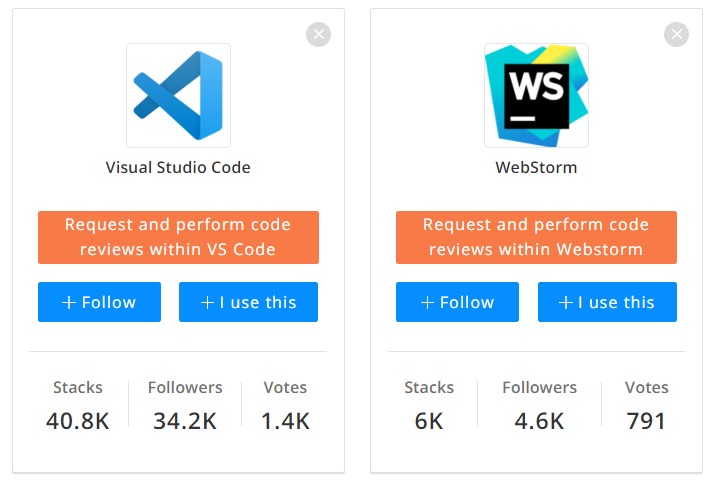 Visual Studio Code
Request and perform code
reviews within VS Code
+ Follow
+ I use this
Stacks
Followers
Votes
40.8K
34.2K
1.4K
WS
WebStorm
Request and perform code
reviews within Webstorm
+ Follow
+ I use this
Stacks
Followers
Votes
6K
4.6K
791